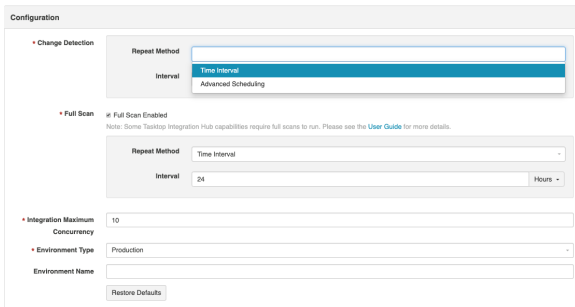 Configuration
* Change Detection
Repeat Method
Time Interval
Advanced Scheduling
Interval
* Full Scan
Full Scan Enabled
Note: Some Tasktop Integration Hub capabilities require full scans to run. Please see the User Guide for more details.
Repeat Method
Time Interval
Interval
24
Hours
* Integration Maximum
Concurrency
10
* Environment Type
Production
Environment Name
Restore Defaults